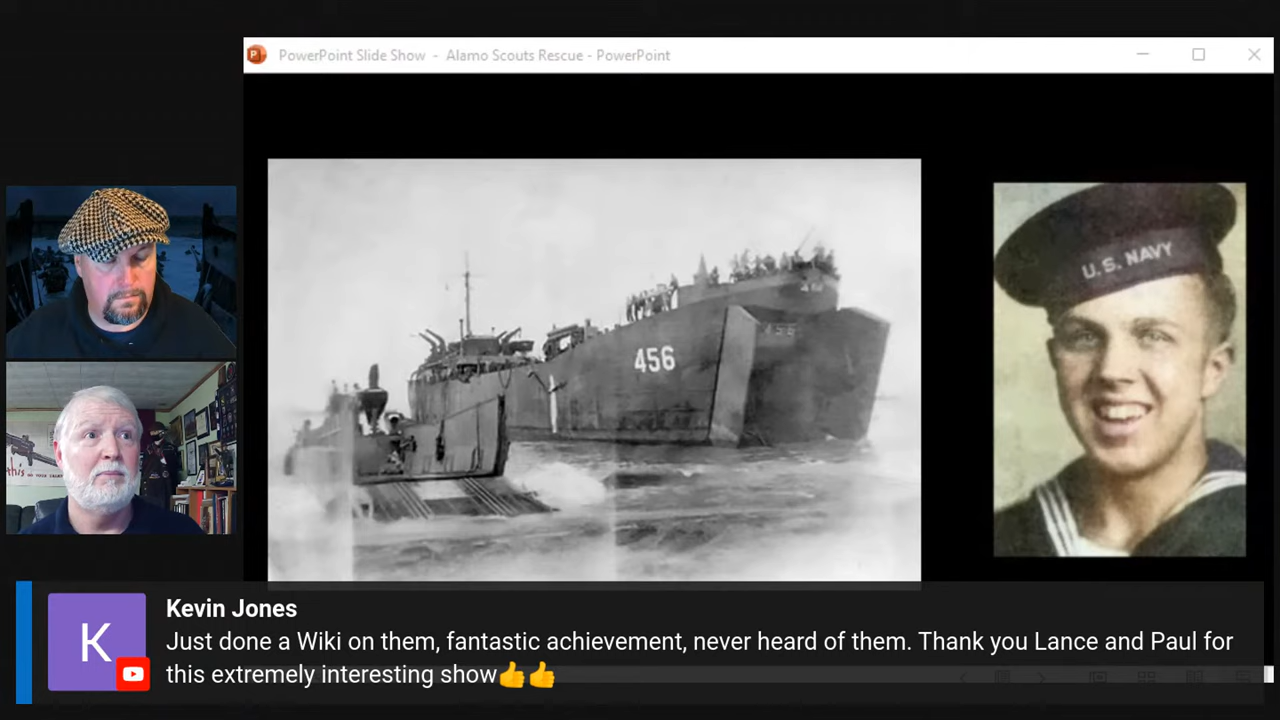 PowerPoint Slide Show - Alamo Scouts Rescue - PowerPoint
U.S. NAVY
456
456
K
Kevin Jones
Just done a Wiki on them, fantastic achievement, never heard of them. Thank you Lance and Paul for
this extremely interesting show👍👍